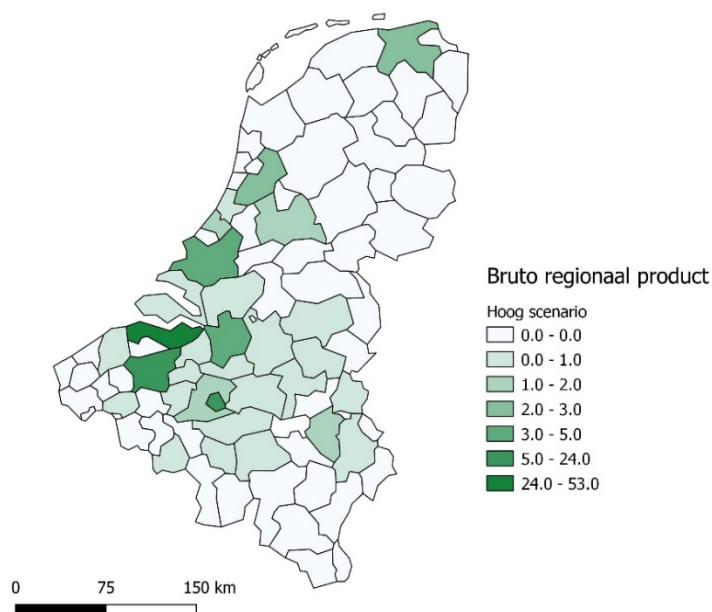 Bruto regionaal product
Hoog scenario
0.0 - 0.0
0.0 - 1.0
1.0 - 2.0
2.0 - 3.0
3.0 - 5.0
5.0 - 24.0
24.0 - 53.0
0 75 150 km